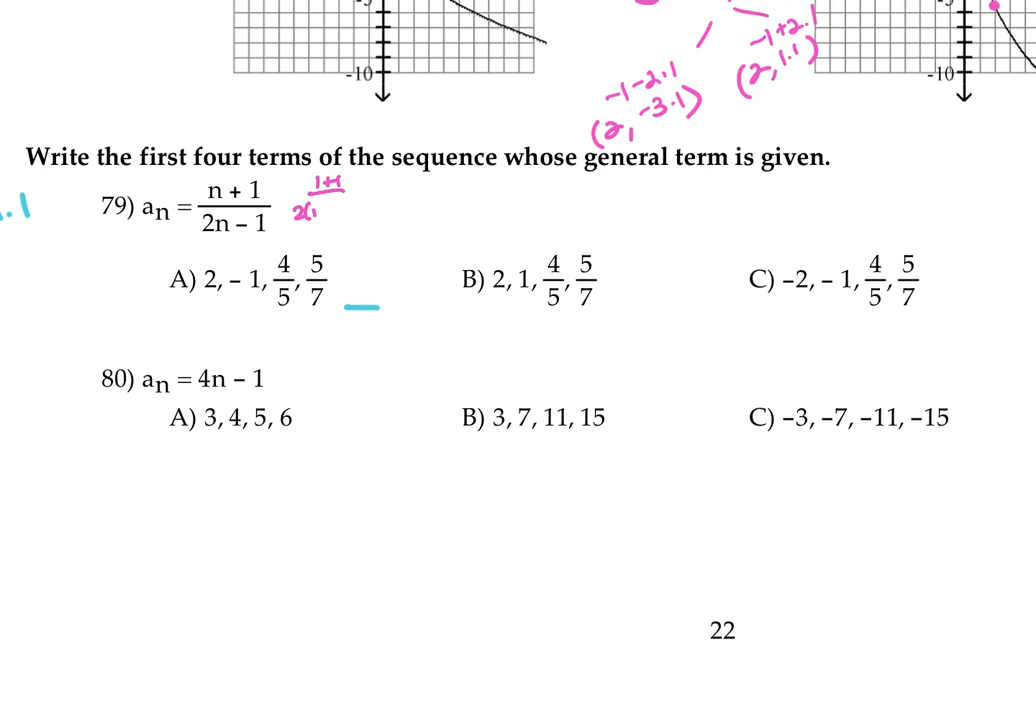 -10
-10
-1+2.1
(2, 1.1)
-1-2.1
(2, -3.1)
Write the first four terms of the sequence whose general term is given.
.1
79) aₙ = (n + 1)/(2n – 1)
1+1
2(1
A) 2, – 1, 4/5, 5/7
B) 2, 1, 4/5, 5/7
C) –2, – 1, 4/5, 5/7
80) aₙ = 4n – 1
A) 3, 4, 5, 6
B) 3, 7, 11, 15
C) –3, –7, –11, –15
22